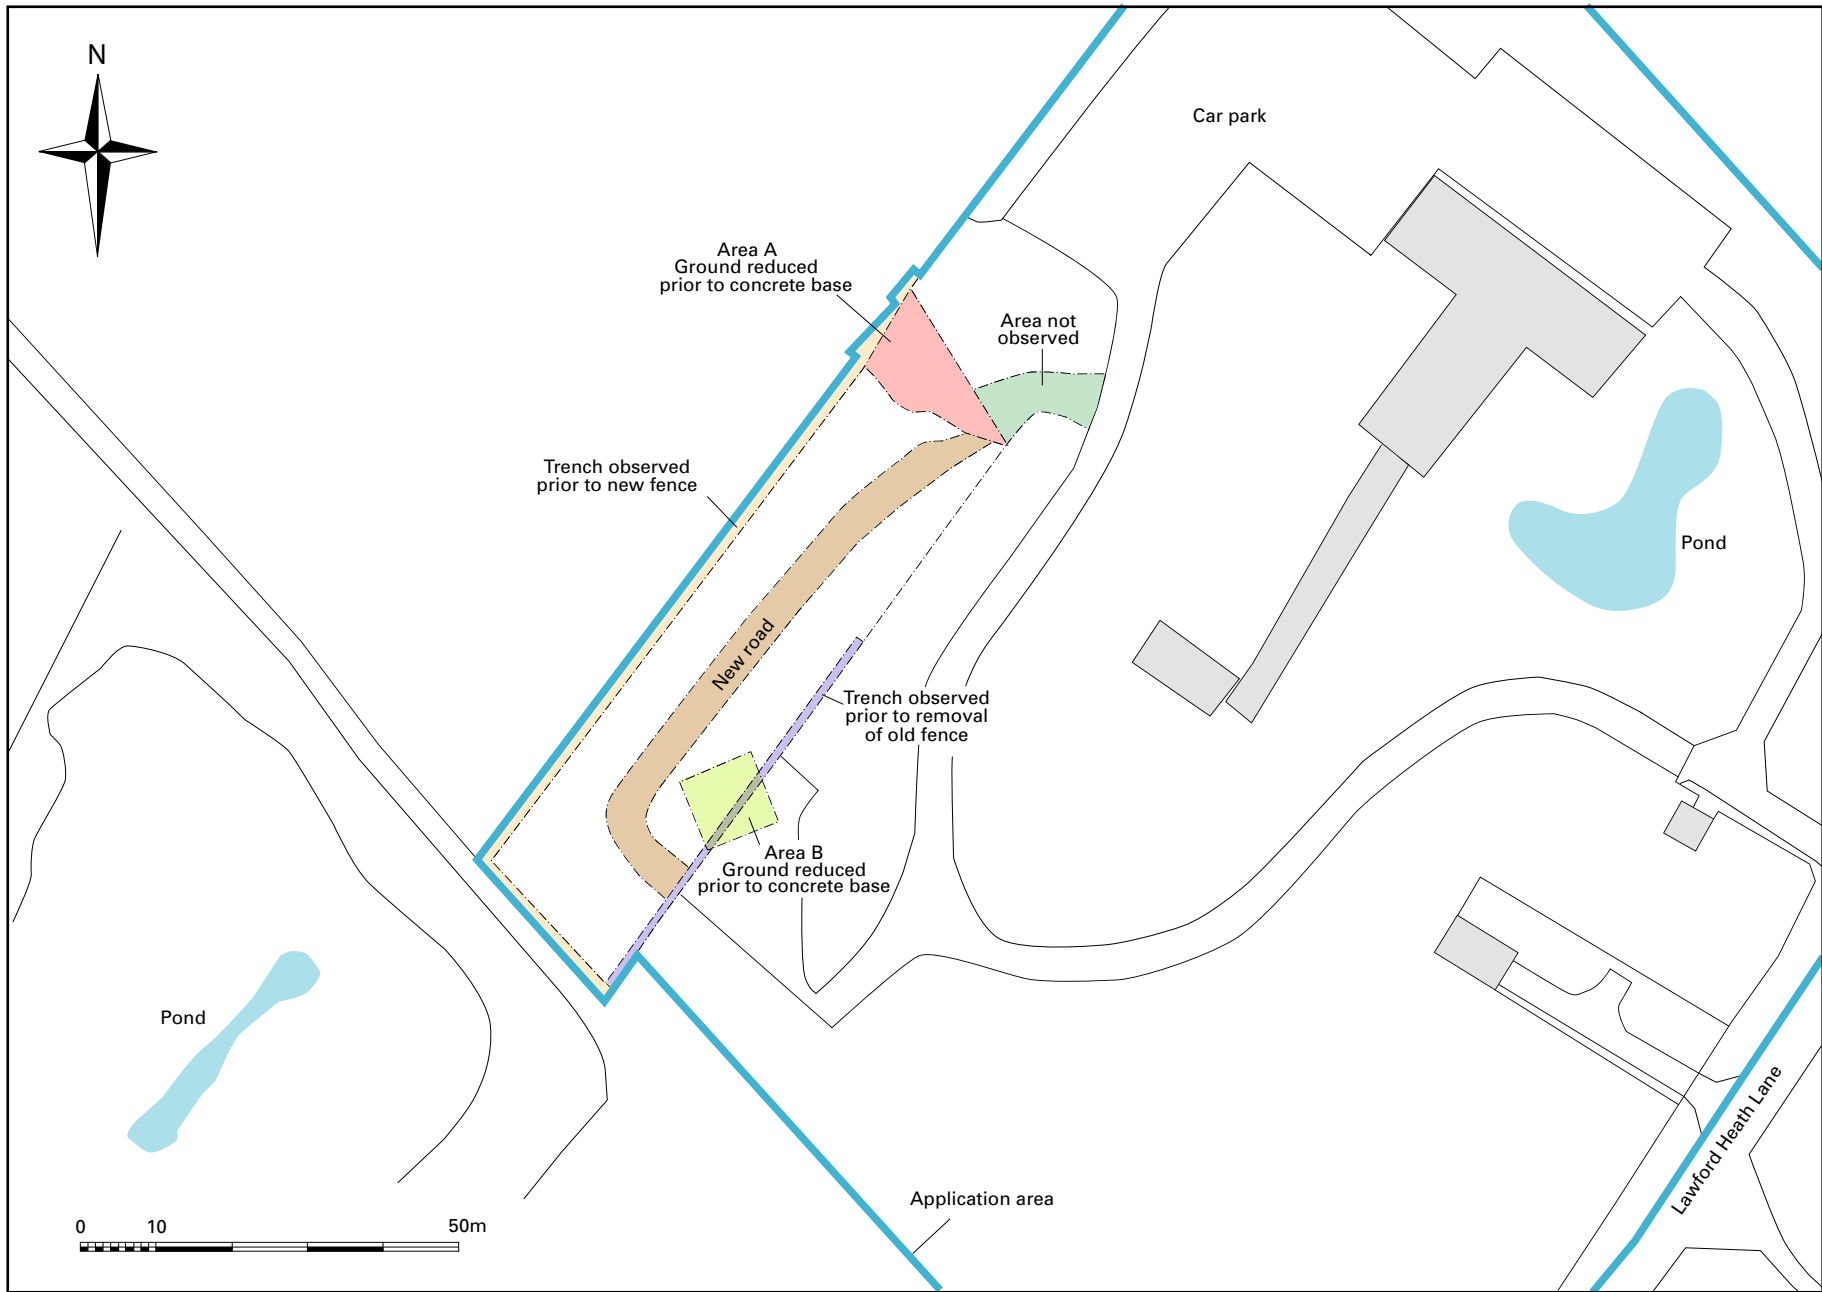 N
Car park
Area A
Ground reduced
prior to concrete base
Area not
observed
Trench observed
prior to new fence
Pond
New road
Trench observed
prior to removal
of old fence
Area B
Ground reduced
prior to concrete base
Pond
Lawford Heath Lane
Application area
0 10 50m